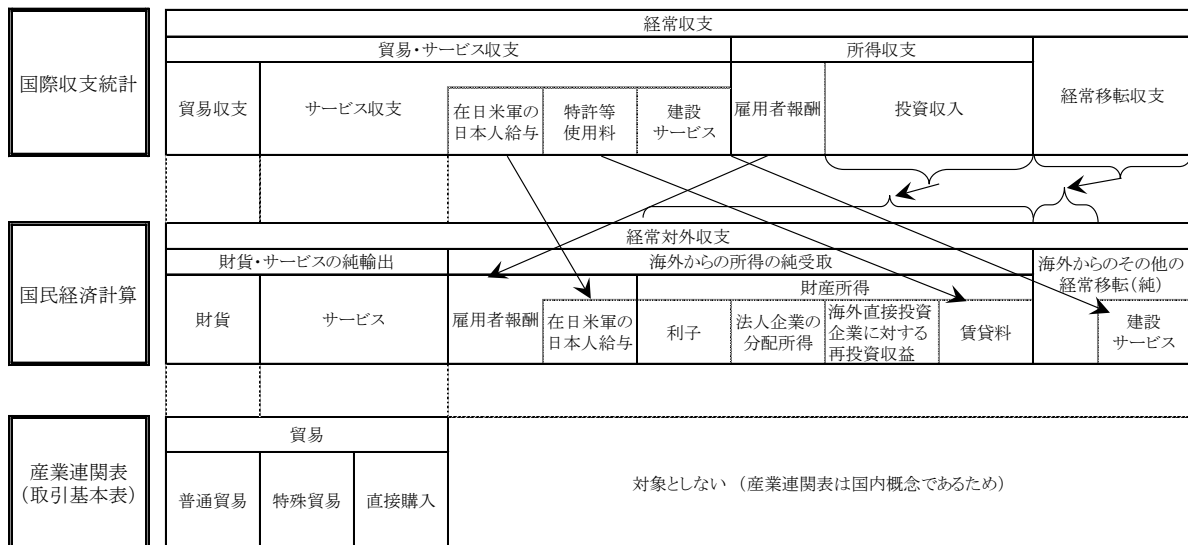 国際収支統計
経常収支
貿易・サービス収支
所得収支
経常移転収支
貿易収支
サービス収支
在日米軍の
日本人給与
特許等
使用料
建設
サービス
雇用者報酬
投資収入
国民経済計算
経常対外収支
財貨・サービスの純輸出
海外からの所得の純受取
海外からのその他の
経常移転（純）
財貨
サービス
雇用者報酬
在日米軍の
日本人給与
財産所得
利子
法人企業の
分配所得
海外直接投資
企業に対する
再投資収益
賃貸料
建設
サービス
産業連関表
（取引基本表）
貿易
普通貿易
特殊貿易
直接購入
対象としない （産業連関表は国内概念であるため）